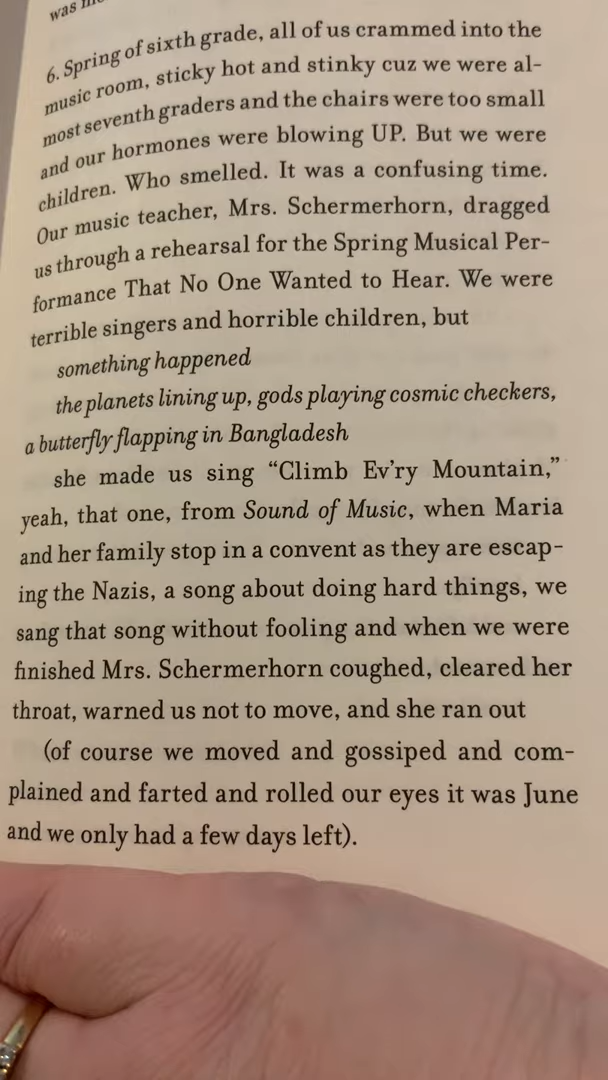 was
6. Spring of sixth grade, all of us crammed into the
music room, sticky hot and stinky cuz we were al-
most seventh graders and the chairs were too small
and our hormones were blowing UP. But we were
children. Who smelled. It was a confusing time.
Our music teacher, Mrs. Schermerhorn, dragged
us through a rehearsal for the Spring Musical Per-
formance That No One Wanted to Hear. We were
terrible singers and horrible children, but
something happened
the planets lining up, gods playing cosmic checkers,
a butterfly flapping in Bangladesh
she made us sing “Climb Ev’ry Mountain,”
yeah, that one, from Sound of Music, when Maria
and her family stop in a convent as they are escap-
ing the Nazis, a song about doing hard things, we
sang that song without fooling and when we were
finished Mrs. Schermerhorn coughed, cleared her
throat, warned us not to move, and she ran out
(of course we moved and gossiped and com-
plained and farted and rolled our eyes it was June
and we only had a few days left).